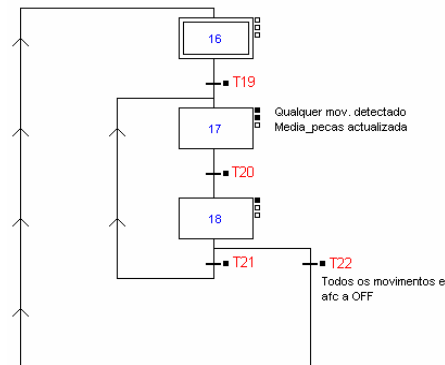 16
T19
17
Qualquer mov. detectado
Media_pecas actualizada
T20
18
T21
T22
Todos os movimentos e
afc a OFF